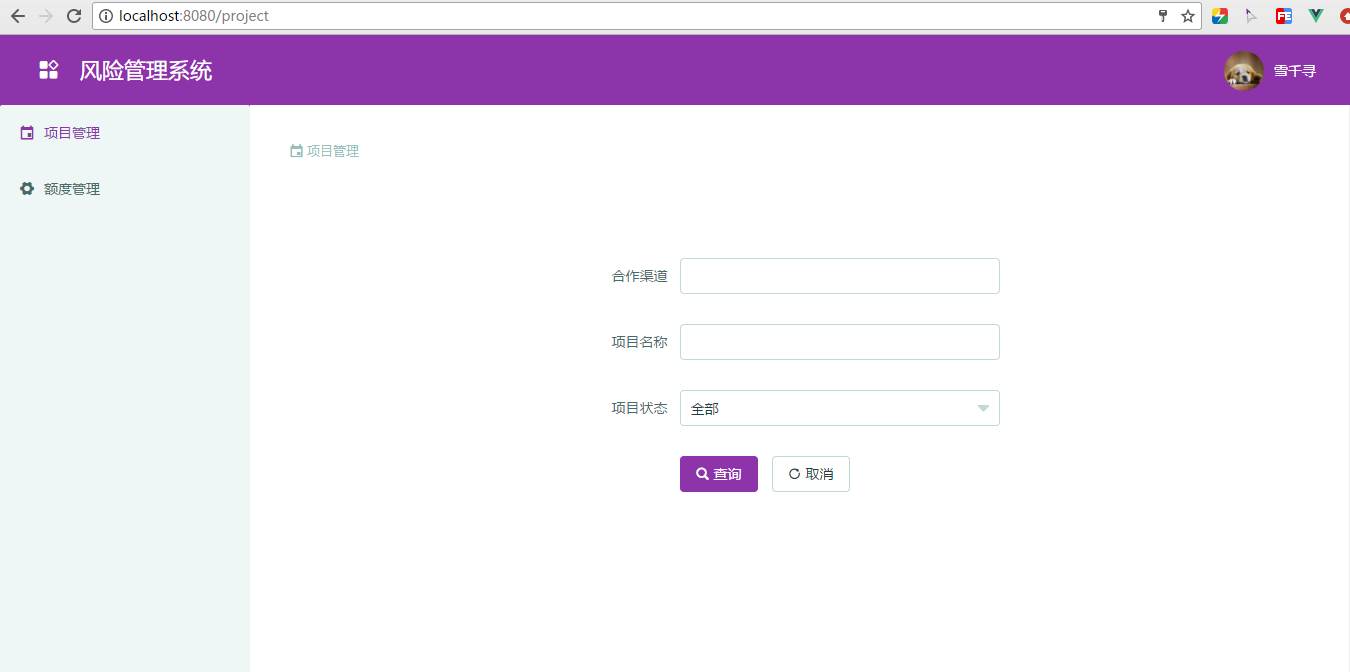 localhost:8080/project
风险管理系统
雪千寻
项目管理
项目管理
额度管理
合作渠道
项目名称
项目状态 全部
查询 取消